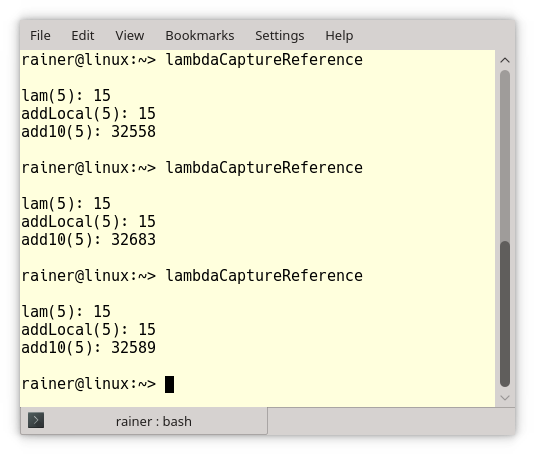 File Edit View Bookmarks Settings Help
rainer@linux:~> lambdaCaptureReference
lam(5): 15
addLocal(5): 15
add10(5): 32558
rainer@linux:~> lambdaCaptureReference
lam(5): 15
addLocal(5): 15
add10(5): 32683
rainer@linux:~> lambdaCaptureReference
lam(5): 15
addLocal(5): 15
add10(5): 32589
rainer@linux:~>
rainer : bash